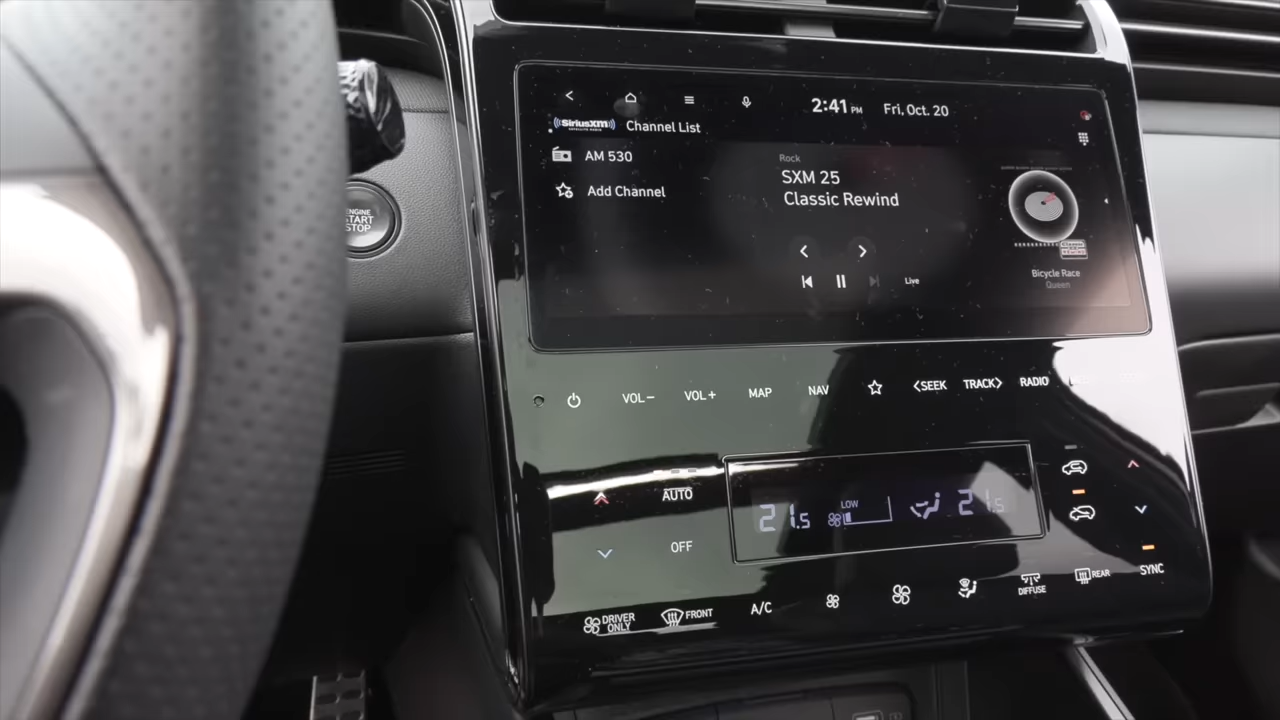 2:41 PM Fri, Oct. 20
((SiriusXM)) Channel List
SATELLITE RADIO
AM 530
Add Channel
Rock
SXM 25
Classic Rewind
Live
Bicycle Race
Queen
ENGINE
START
STOP
VOL− VOL+ MAP NAV <SEEK TRACK> RADIO
AUTO
OFF
21.5 LOW 21.5
DRIVER
ONLY
FRONT
A/C
DIFFUSE
REAR
SYNC